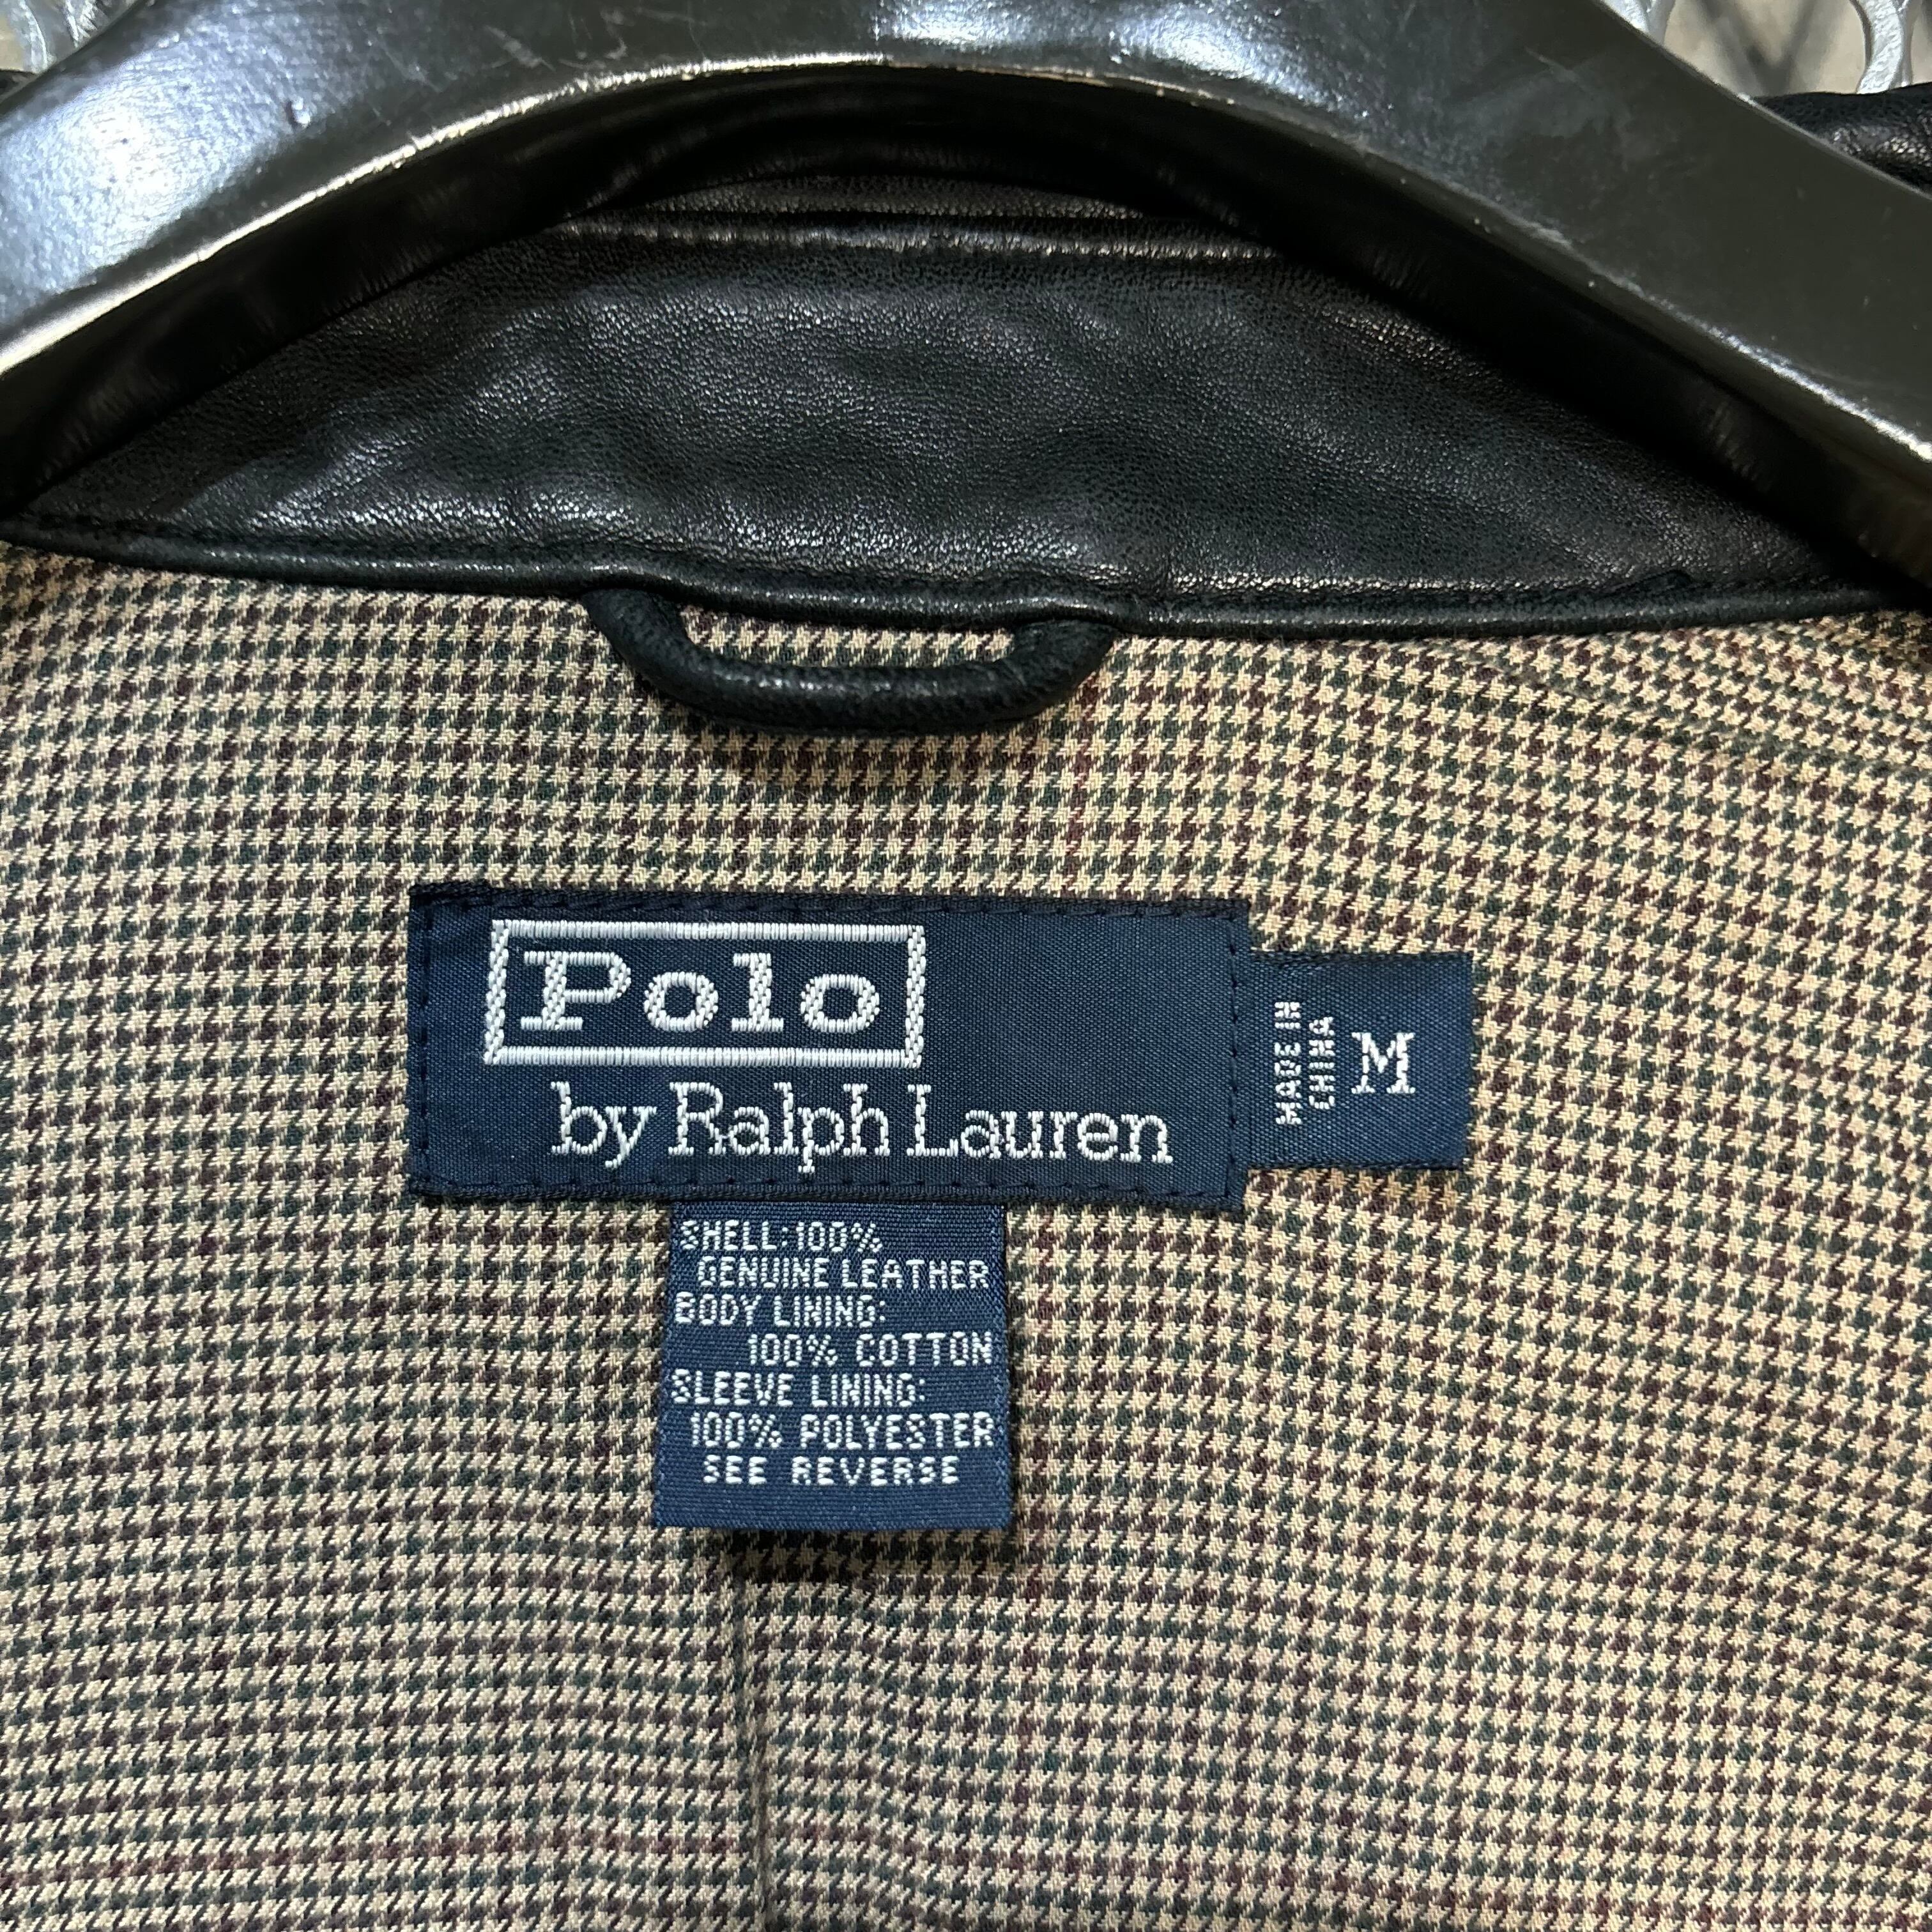 Polo
by Ralph Lauren
MADE IN
CHINA
M
SHELL: 100%
GENUINE LEATHER
BODY LINING:
100% COTTON
SLEEVE LINING:
100% POLYESTER
SEE REVERSE